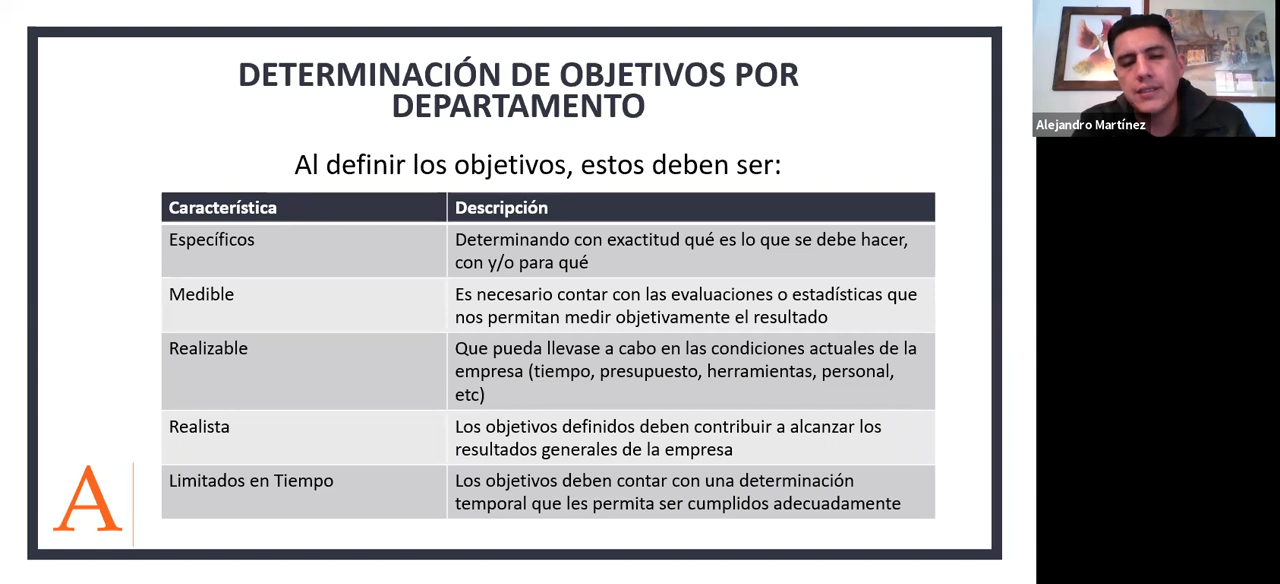 DETERMINACIÓN DE OBJETIVOS POR
DEPARTAMENTO
Al definir los objetivos, estos deben ser:
Característica
Descripción
Específicos
Determinando con exactitud qué es lo que se debe hacer,
con y/o para qué
Medible
Es necesario contar con las evaluaciones o estadísticas que
nos permitan medir objetivamente el resultado
Realizable
Que pueda llevase a cabo en las condiciones actuales de la
empresa (tiempo, presupuesto, herramientas, personal,
etc)
Realista
Los objetivos definidos deben contribuir a alcanzar los
resultados generales de la empresa
Limitados en Tiempo
Los objetivos deben contar con una determinación
temporal que les permita ser cumplidos adecuadamente
A
Alejandro Martínez